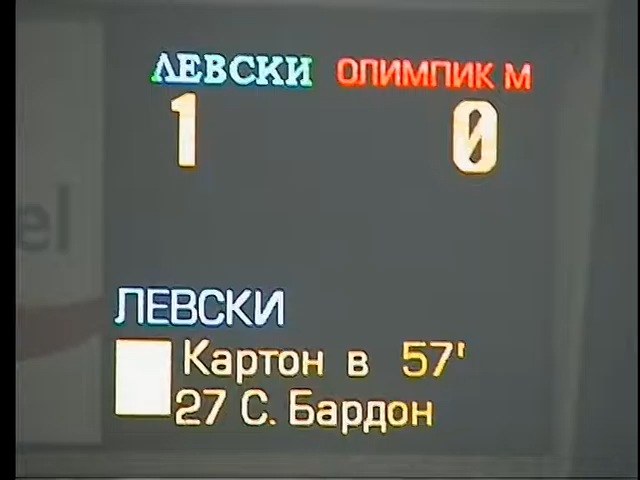 ЛЕВСКИ ОЛИМПИК М
1 0
ЛЕВСКИ
Картон в 57'
27 С. Бардон